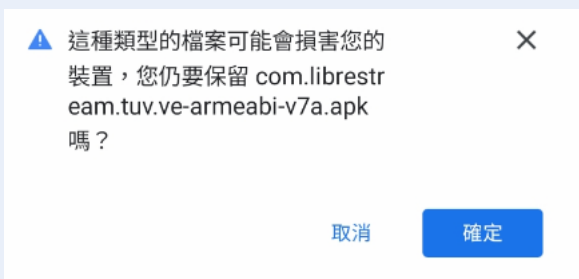 這種類型的檔案可能會損害您的
裝置，您仍要保留 com.librestr
eam.tuv.ve-armeabi-v7a.apk
嗎？
取消
確定